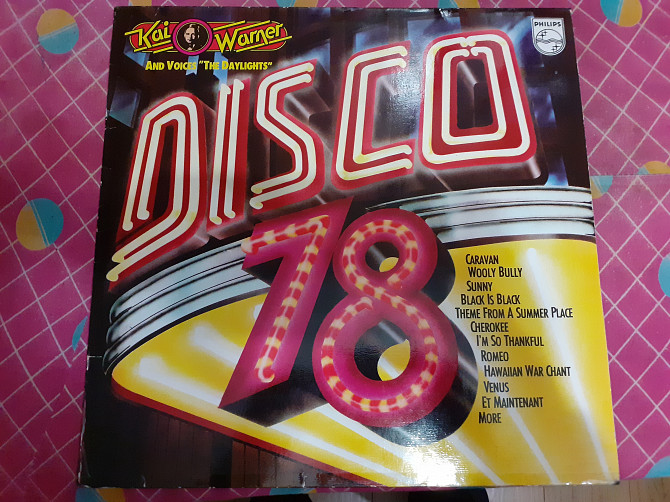 Kai Warner
AND VOICES "THE DAYLIGHTS"
PHILIPS
DISCO
78
CARAVAN
WOOLY BULLY
SUNNY
BLACK IS BLACK
THEME FROM A SUMMER PLACE
CHEROKEE
I'M SO THANKFUL
ROMEO
HAWAIIAN WAR CHANT
VENUS
ET MAINTENANT
MORE